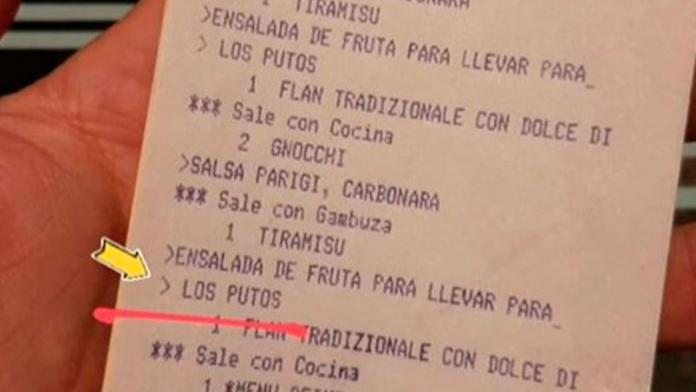 1 TIRAMISU
>ENSALADA DE FRUTA PARA LLEVAR PARA_
> LOS PUTOS
1 FLAN TRADIZIONALE CON DOLCE DI
*** Sale con Cocina
2 GNOCCHI
>SALSA PARIGI, CARBONARA
*** Sale con Gambuza
1 TIRAMISU
>ENSALADA DE FRUTA PARA LLEVAR PARA_
> LOS PUTOS
1 FLAN TRADIZIONALE CON DOLCE DI
*** Sale con Cocina